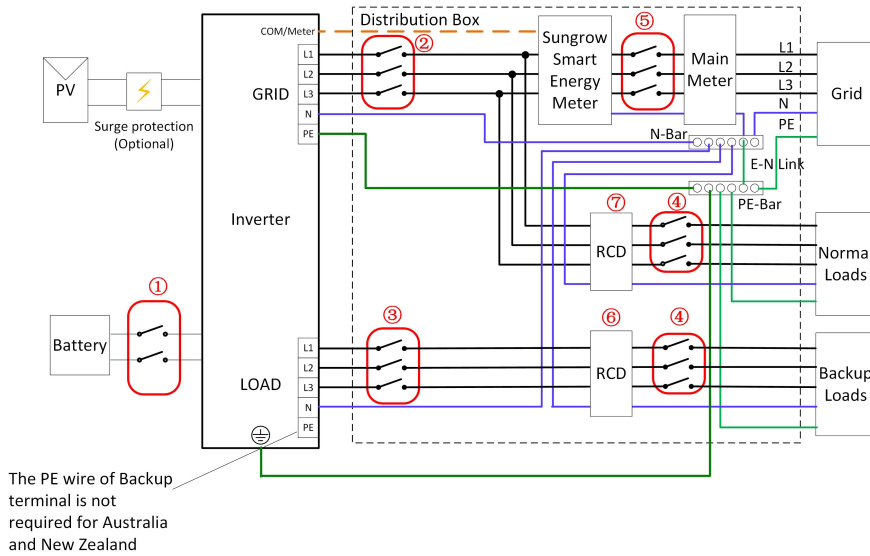 Distribution Box
COM/Meter
②
⑤
L1
L2
L3
N
PE
GRID
Sungrow
Smart
Energy
Meter
Main
Meter
L1
L2
L3
N
PE
Grid
PV
Surge protection
(Optional)
N-Bar
E-N Link
PE-Bar
Inverter
⑦
④
RCD
Norma
Loads
①
Battery
③
⑥
④
L1
L2
L3
N
PE
LOAD
RCD
Backup
Loads
The PE wire of Backup
terminal is not
required for Australia
and New Zealand